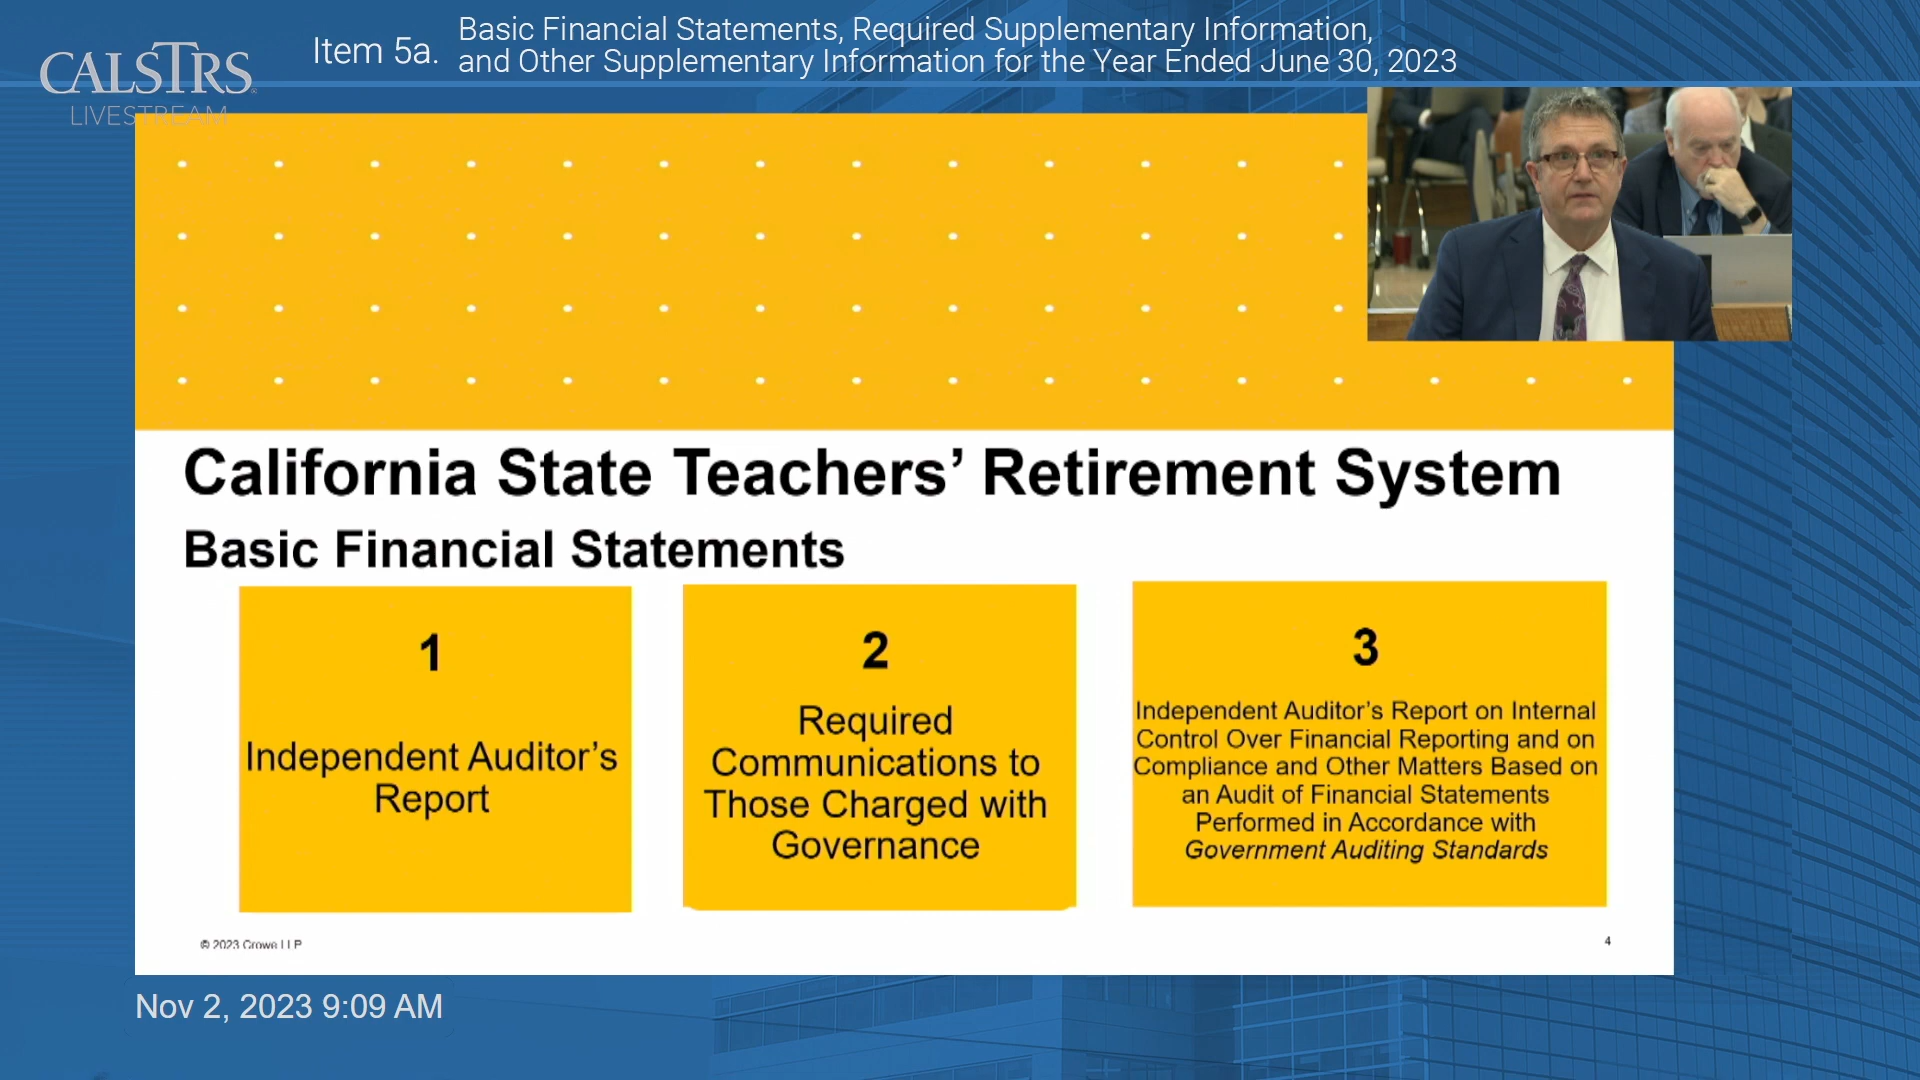 CALSTRS
LIVESTREAM
Item 5a.
Basic Financial Statements, Required Supplementary Information,
and Other Supplementary Information for the Year Ended June 30, 2023
California State Teachers’ Retirement System
Basic Financial Statements
1
Independent Auditor’s
Report
2
Required
Communications to
Those Charged with
Governance
3
Independent Auditor’s Report on Internal
Control Over Financial Reporting and on
Compliance and Other Matters Based on
an Audit of Financial Statements
Performed in Accordance with
Government Auditing Standards
© 2023 Crowe LLP
4
Nov 2, 2023 9:09 AM